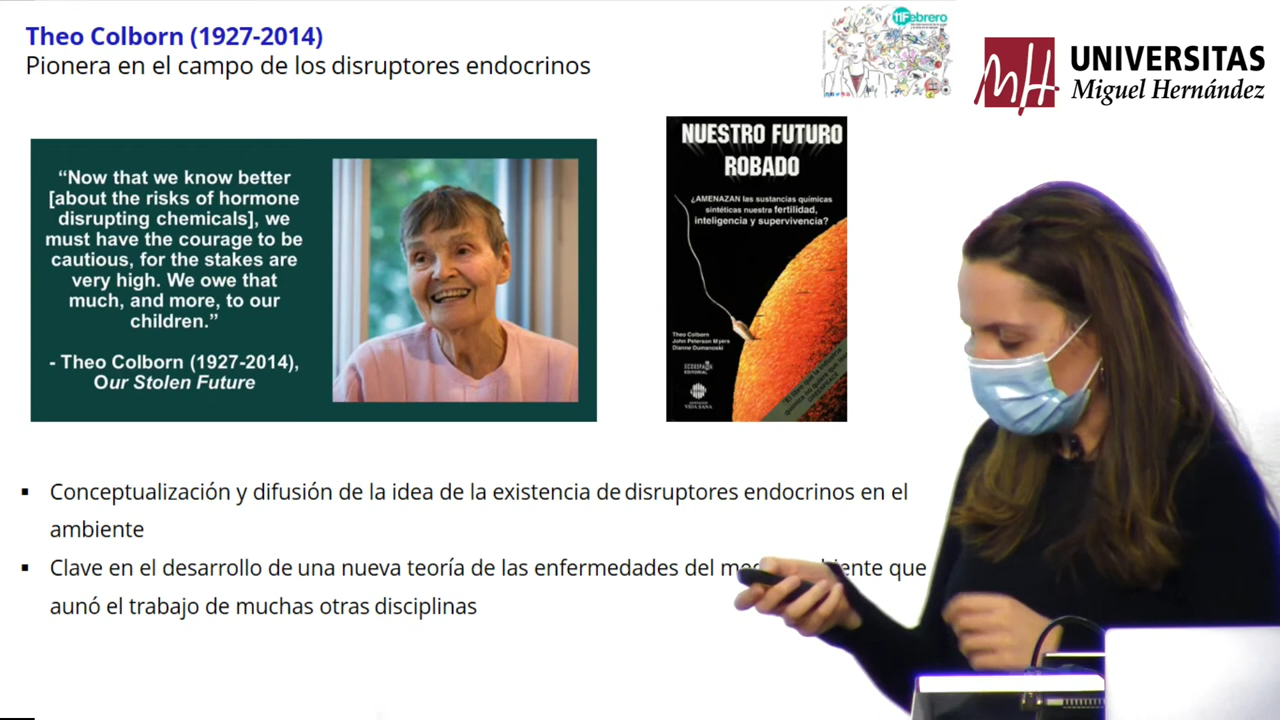 Theo Colborn (1927-2014)
Pionera en el campo de los disruptores endocrinos
11Febrero
UNIVERSITAS
Miguel Hernández
“Now that we know better
[about the risks of hormone
disrupting chemicals], we
must have the courage to be
cautious, for the stakes are
very high. We owe that
much, and more, to our
children.”
- Theo Colborn (1927-2014),
Our Stolen Future
NUESTRO FUTURO
ROBADO
¿AMENAZAN las sustancias químicas
sintéticas nuestra fertilidad,
inteligencia y supervivencia?
Theo Colborn
John Peterson Myers
Dianne Dumanoski
ECOESPAÑA
EDITORIAL
VIDA SANA
▪ Conceptualización y difusión de la idea de la existencia de disruptores endocrinos en el
ambiente
▪ Clave en el desarrollo de una nueva teoría de las enfermedades del
que
aunó el trabajo de muchas otras disciplinas